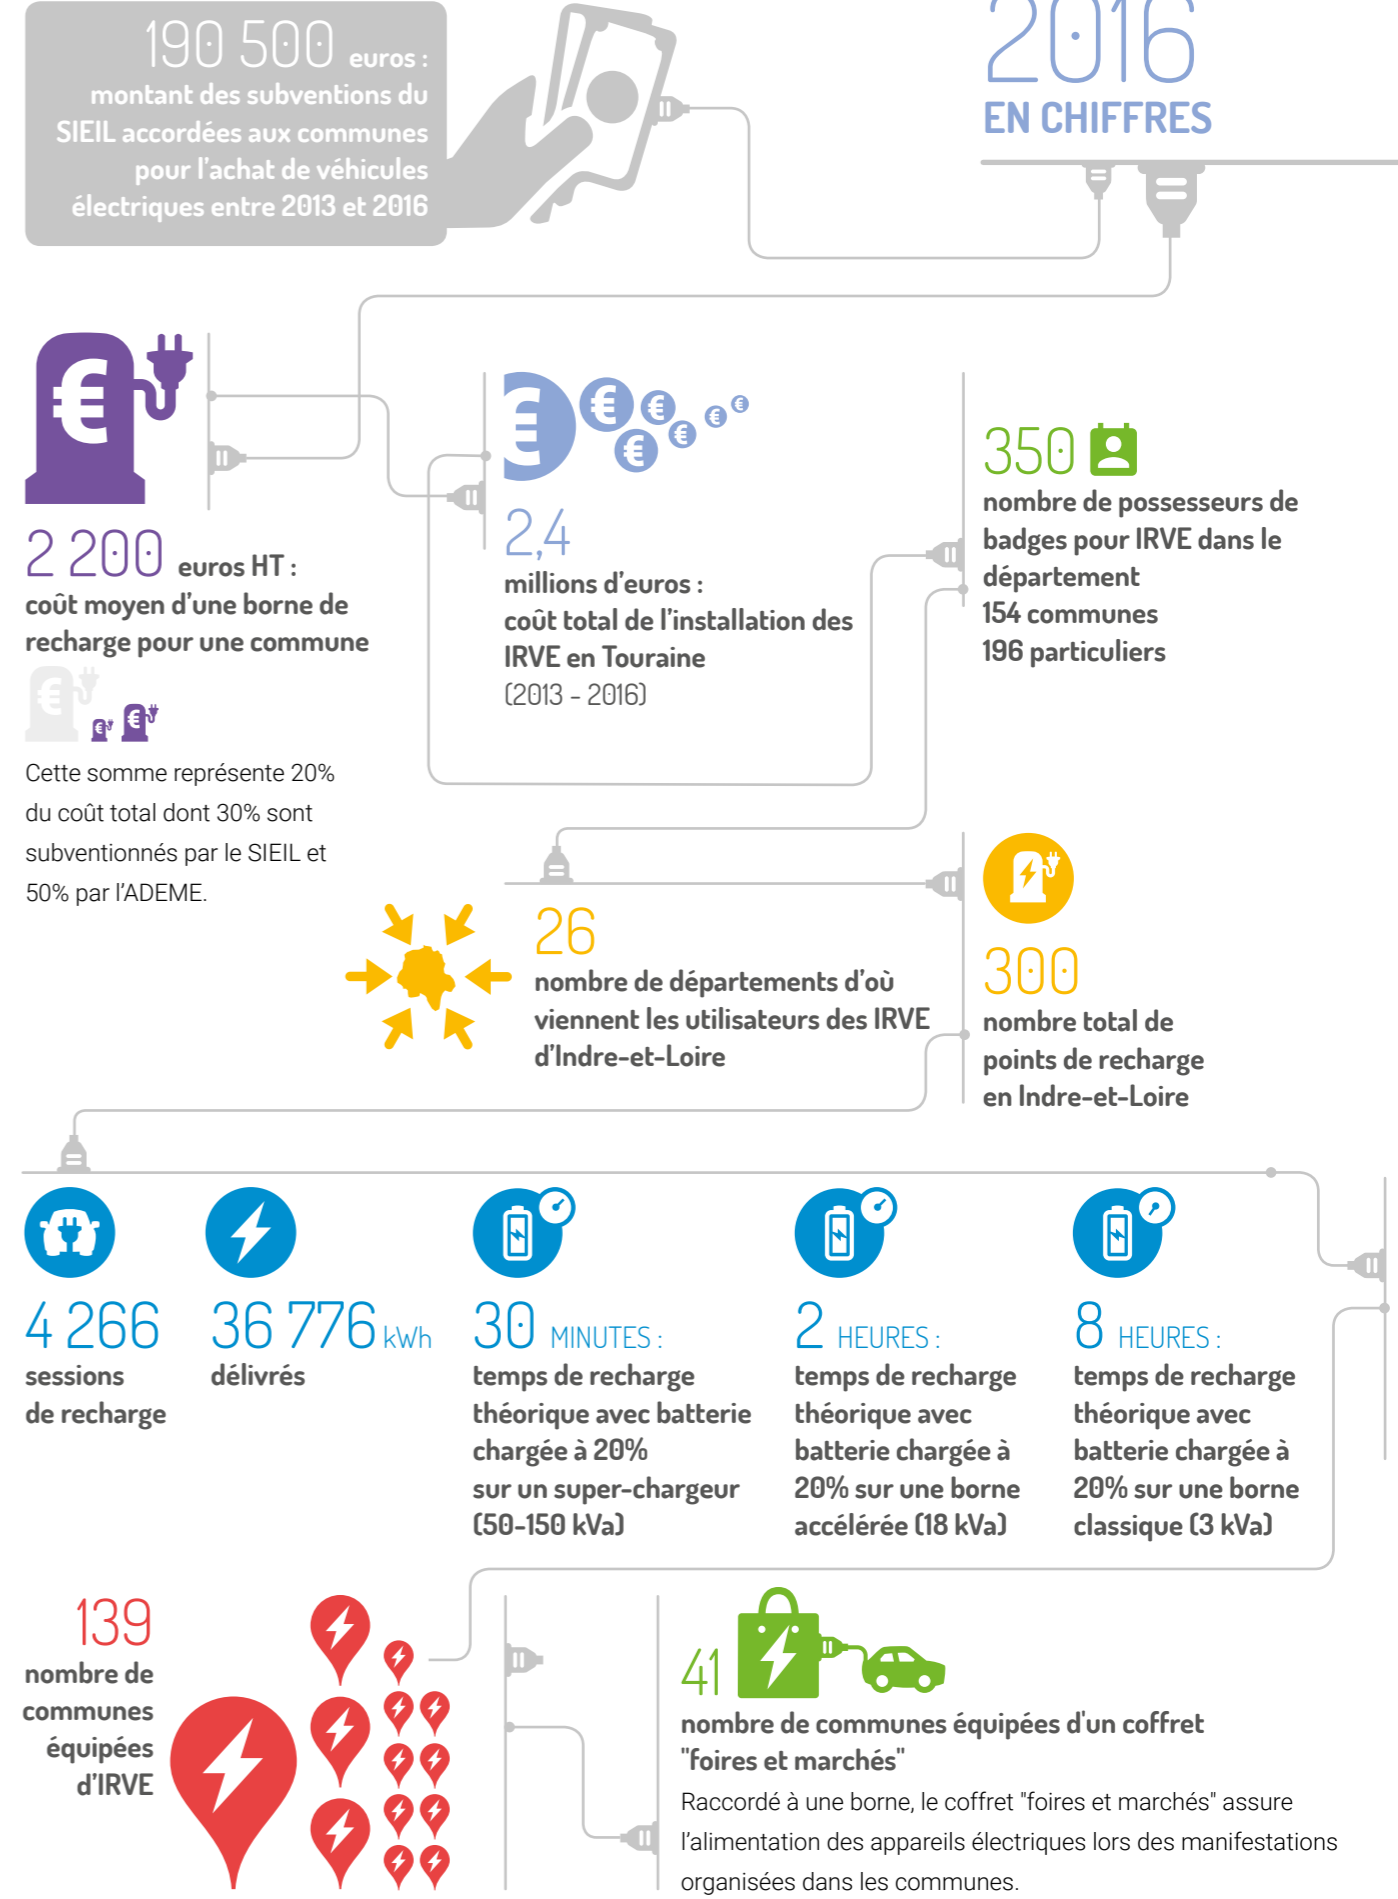 190 500 euros :
montant des subventions du
SIEIL accordées aux communes
pour l'achat de véhicules
électriques entre 2013 et 2016
2016
EN CHIFFRES
2 200 euros HT :
coût moyen d'une borne de
recharge pour une commune
Cette somme représente 20%
du coût total dont 30% sont
subventionnés par le SIEIL et
50% par l'ADEME.
2,4
millions d'euros :
coût total de l'installation des
IRVE en Touraine
(2013 - 2016)
350
nombre de possesseurs de
badges pour IRVE dans le
département
154 communes
196 particuliers
26
nombre de départements d'où
viennent les utilisateurs des IRVE
d'Indre-et-Loire
300
nombre total de
points de recharge
en Indre-et-Loire
4 266
sessions
de recharge
36 776 kWh
délivrés
30 MINUTES :
temps de recharge
théorique avec batterie
chargée à 20%
sur un super-chargeur
(50-150 kVa)
2 HEURES :
temps de recharge
théorique avec
batterie chargée à
20% sur une borne
accélérée (18 kVa)
8 HEURES :
temps de recharge
théorique avec
batterie chargée à
20% sur une borne
classique (3 kVa)
139
nombre de
communes
équipées
d'IRVE
41
nombre de communes équipées d'un coffret
"foires et marchés"
Raccordé à une borne, le coffret "foires et marchés" assure
l'alimentation des appareils électriques lors des manifestations
organisées dans les communes.